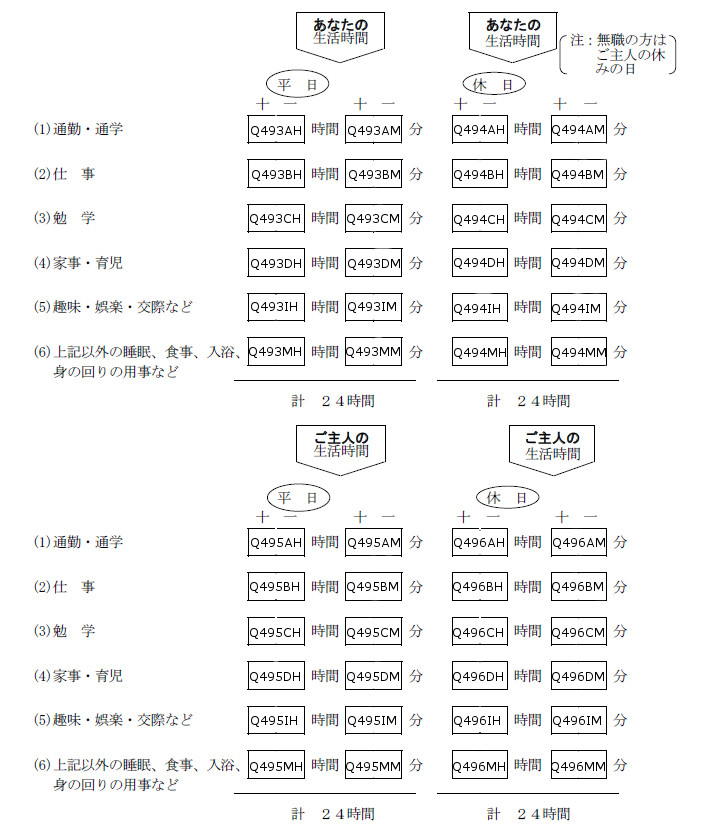 あなたの あなたの
生活時間 生活時間
注：無職の方は
ご主人の休
みの日
平 日 休 日
十 一 十 一 十 一 十 一
(1)通勤・通学 Q493AH 時間 Q493AM 分 Q494AH 時間 Q494AM 分
(2)仕 事 Q493BH 時間 Q493BM 分 Q494BH 時間 Q494BM 分
(3)勉 学 Q493CH 時間 Q493CM 分 Q494CH 時間 Q494CM 分
(4)家事・育児 Q493DH 時間 Q493DM 分 Q494DH 時間 Q494DM 分
(5)趣味・娯楽・交際など Q493IH 時間 Q493IM 分 Q494IH 時間 Q494IM 分
(6)上記以外の睡眠、食事、入浴、 Q493MH 時間 Q493MM 分 Q494MH 時間 Q494MM 分
身の回りの用事など
計 ２４時間 計 ２４時間
ご主人の ご主人の
生活時間 生活時間
平 日 休 日
十 一 十 一 十 一 十 一
(1)通勤・通学 Q495AH 時間 Q495AM 分 Q496AH 時間 Q496AM 分
(2)仕 事 Q495BH 時間 Q495BM 分 Q496BH 時間 Q496BM 分
(3)勉 学 Q495CH 時間 Q495CM 分 Q496CH 時間 Q496CM 分
(4)家事・育児 Q495DH 時間 Q495DM 分 Q496DH 時間 Q496DM 分
(5)趣味・娯楽・交際など Q495IH 時間 Q495IM 分 Q496IH 時間 Q496IM 分
(6)上記以外の睡眠、食事、入浴、 Q495MH 時間 Q495MM 分 Q496MH 時間 Q496MM 分
身の回りの用事など
計 ２４時間 計 ２４時間